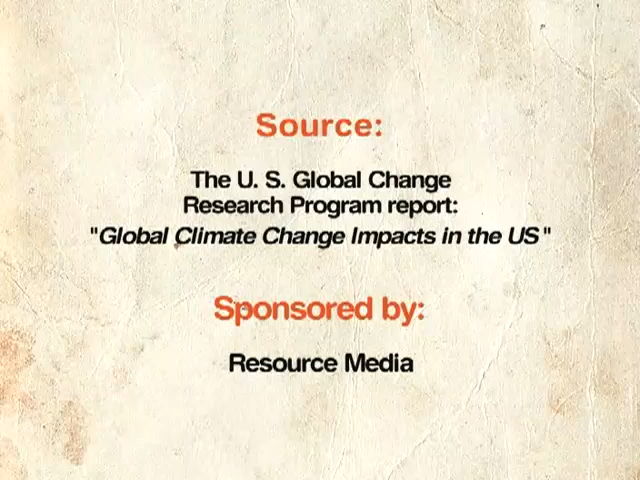 Source:
The U. S. Global Change
Research Program report:
"Global Climate Change Impacts in the US"
Sponsored by:
Resource Media